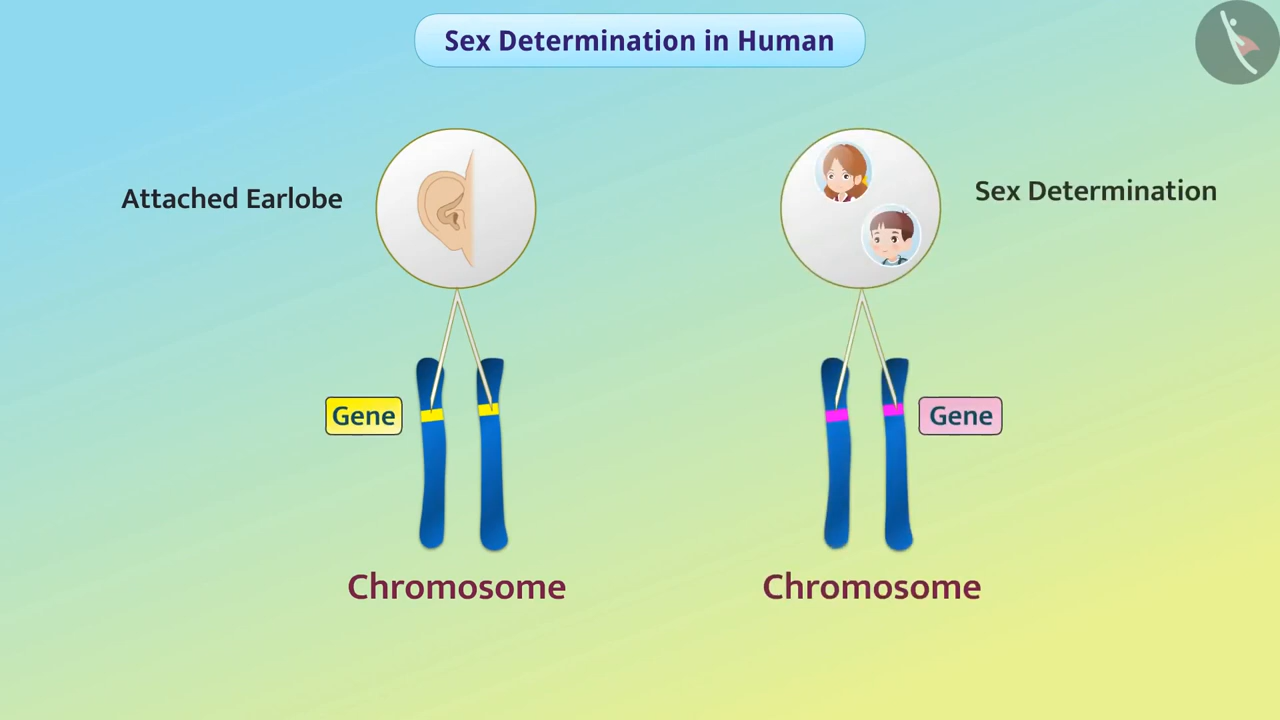 Sex Determination in Human
Attached Earlobe
Sex Determination
Gene
Gene
Chromosome
Chromosome